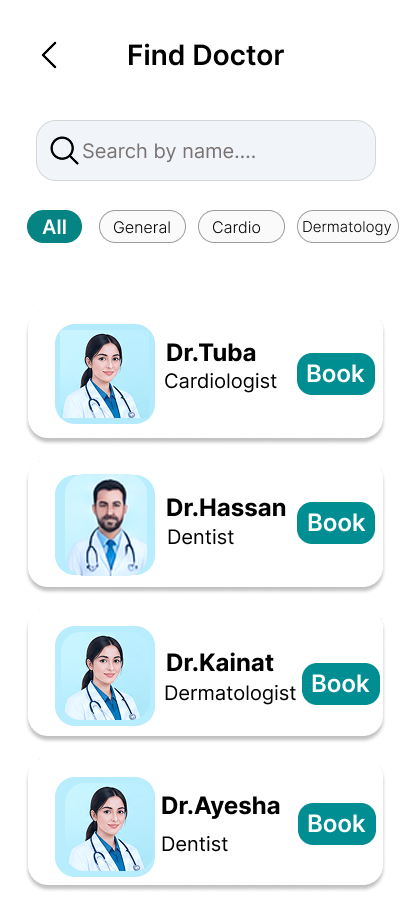 Find Doctor
Search by name....
All General Cardio Dermatology
Dr.Tuba
Cardiologist
Book
Dr.Hassan
Dentist
Book
Dr.Kainat
Dermatologist
Book
Dr.Ayesha
Dentist
Book